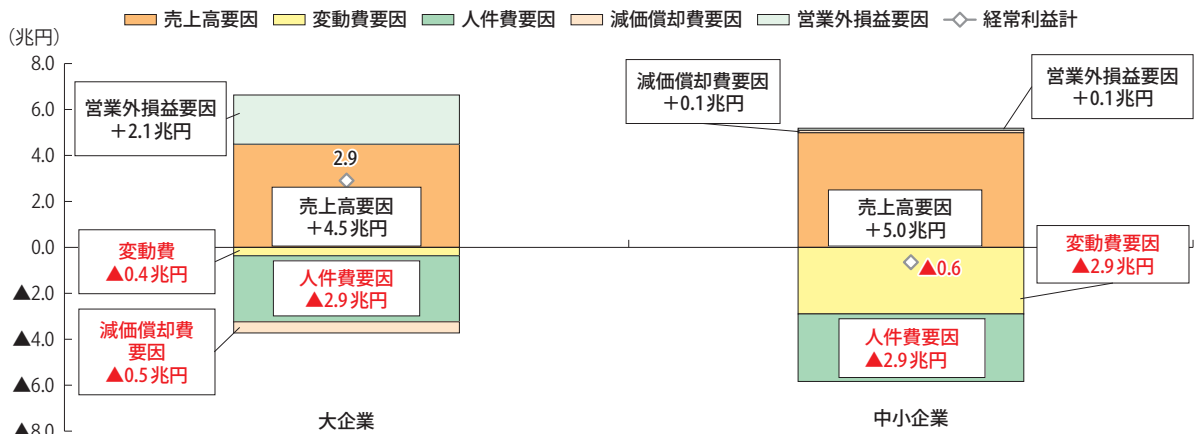 売上高要因 変動費要因 人件費要因 減価償却費要因 営業外損益要因 経常利益計
（兆円）
8.0
6.0
4.0
2.0
0.0
▲2.0
▲4.0
▲6.0
▲8.0
営業外損益要因
＋2.1兆円
2.9
売上高要因
＋4.5兆円
変動費
▲0.4兆円
人件費要因
▲2.9兆円
減価償却費
要因
▲0.5兆円
大企業
減価償却費要因
＋0.1兆円
営業外損益要因
＋0.1兆円
売上高要因
＋5.0兆円
▲0.6
変動費要因
▲2.9兆円
人件費要因
▲2.9兆円
中小企業